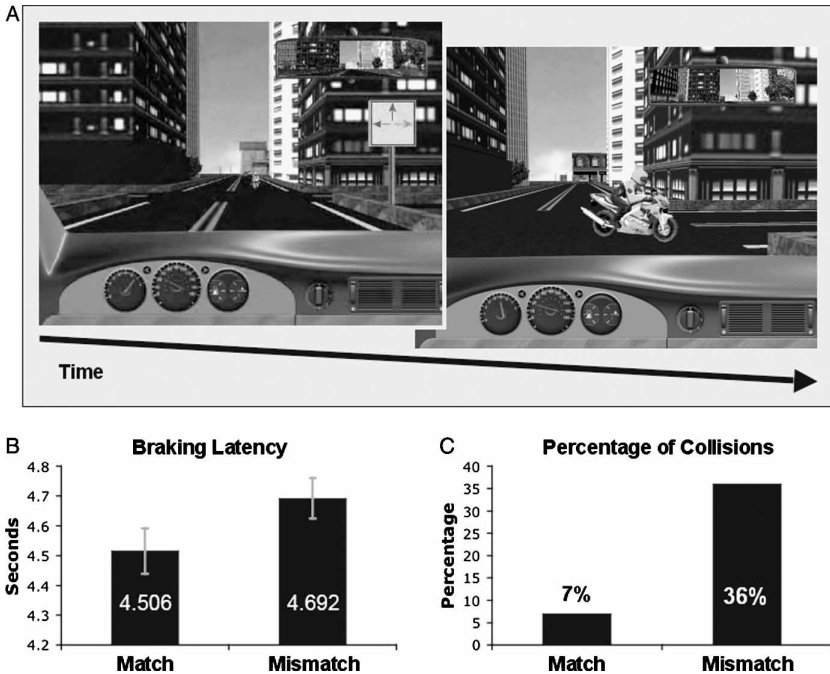 A
Time
B
Braking Latency
Seconds
4.8
4.7
4.6
4.5
4.4
4.3
4.2
4.506
4.692
Match
Mismatch
C
Percentage of Collisions
Percentage
40
35
30
25
20
15
10
5
0
7%
36%
Match
Mismatch